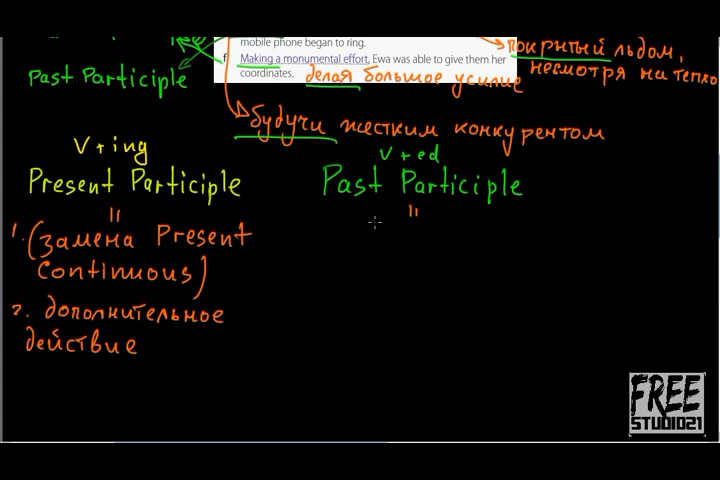 mobile phone began to ring.
покрытый льдом,
f Making a monumental effort, Ewa was able to give them her
несмотря на тепло
Past Participle
coordinates. делая большое усилие
будучи жестким конкурентом
V + ing
V + ed
Present Participle
Past Participle
1. (замена Present
Continuous)
2. дополнительное
действие
FREE
STUDIO21